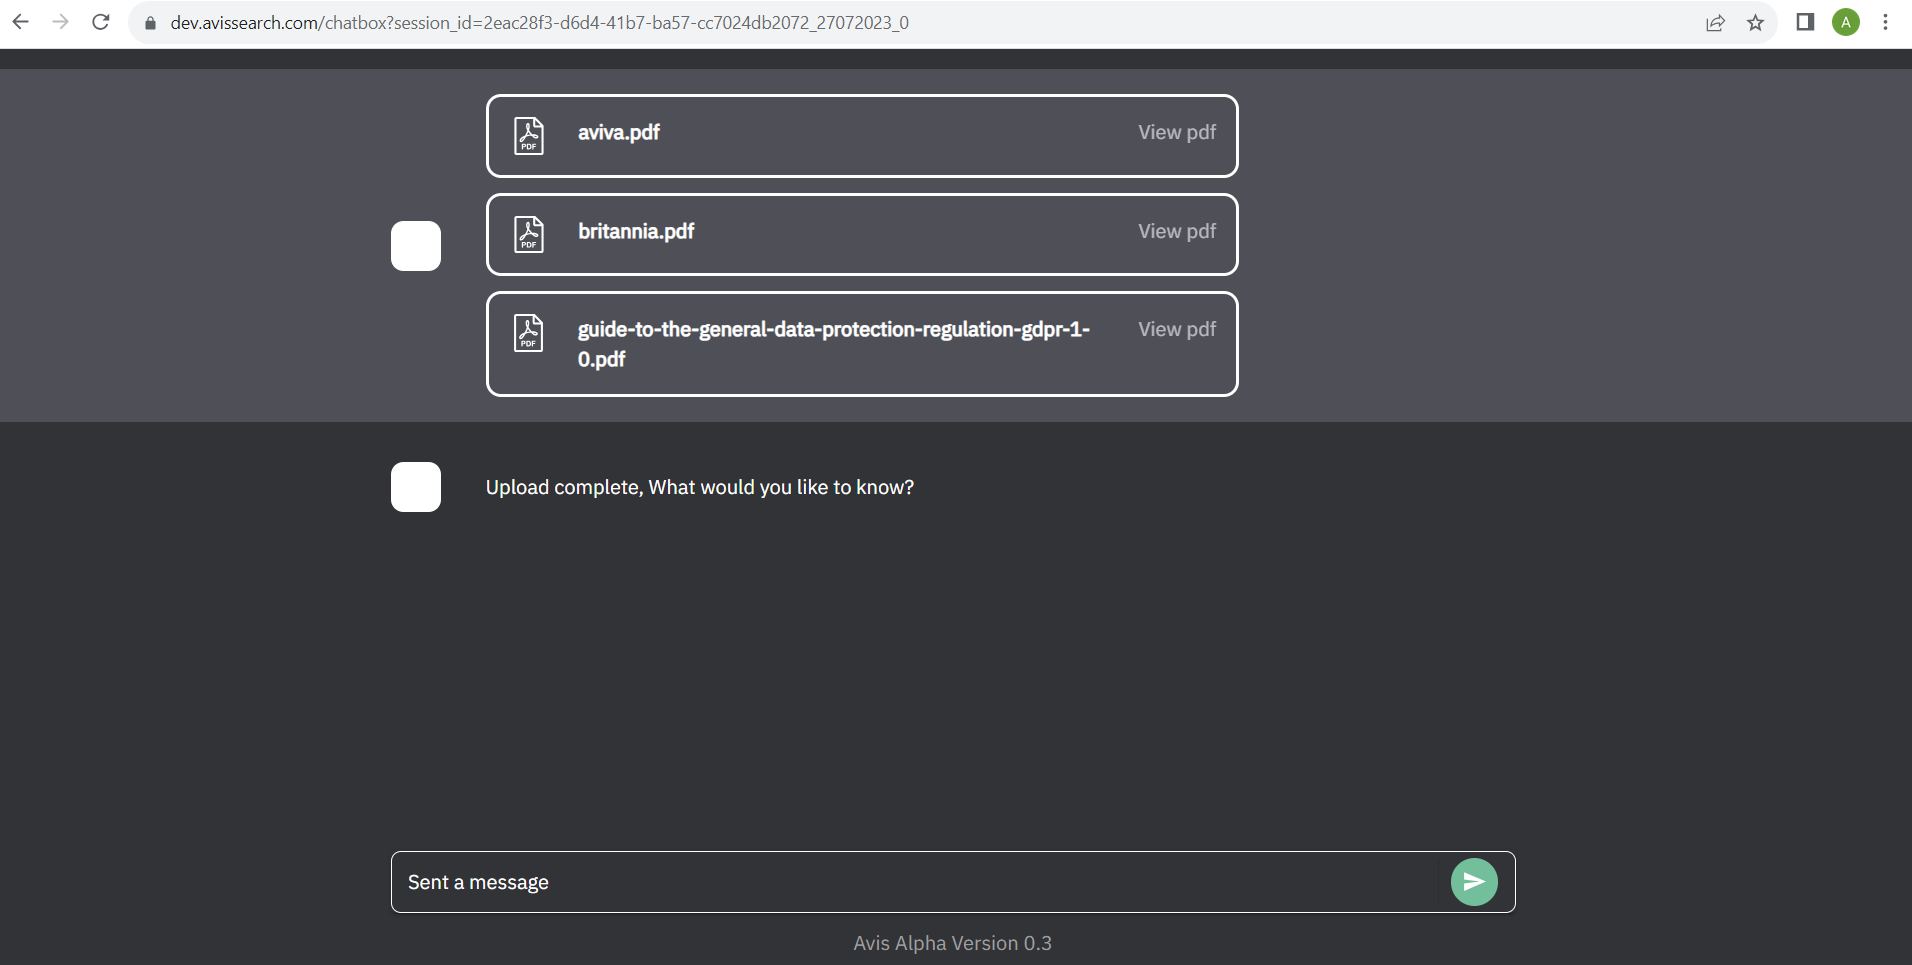 dev.avissearch.com/chatbox?session_id=2eac28f3-d6d4-41b7-ba57-cc7024db2072_27072023_0
A
PDF
aviva.pdf
View pdf
PDF
britannia.pdf
View pdf
PDF
guide-to-the-general-data-protection-regulation-gdpr-1-
0.pdf
View pdf
Upload complete, What would you like to know?
Sent a message
Avis Alpha Version 0.3